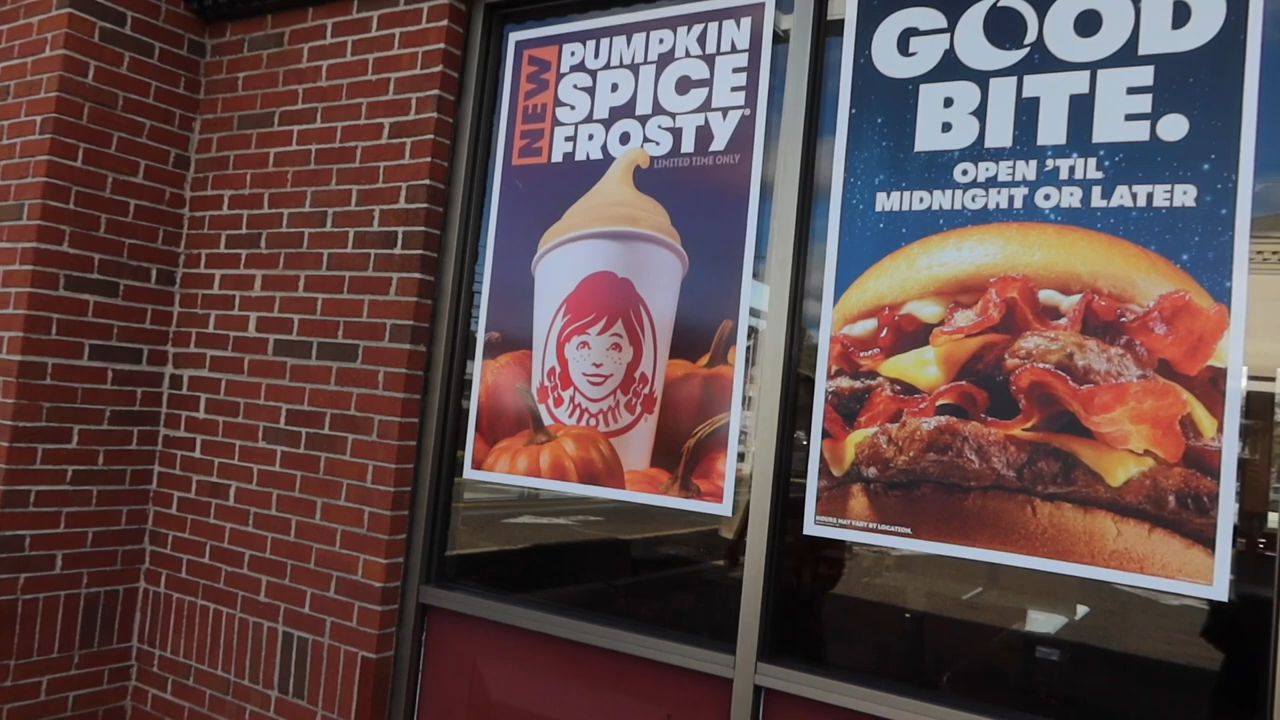 NEW
PUMPKIN
SPICE
FROSTY®
LIMITED TIME ONLY
GOOD
BITE.
OPEN 'TIL
MIDNIGHT OR LATER
HOURS MAY VARY BY LOCATION.